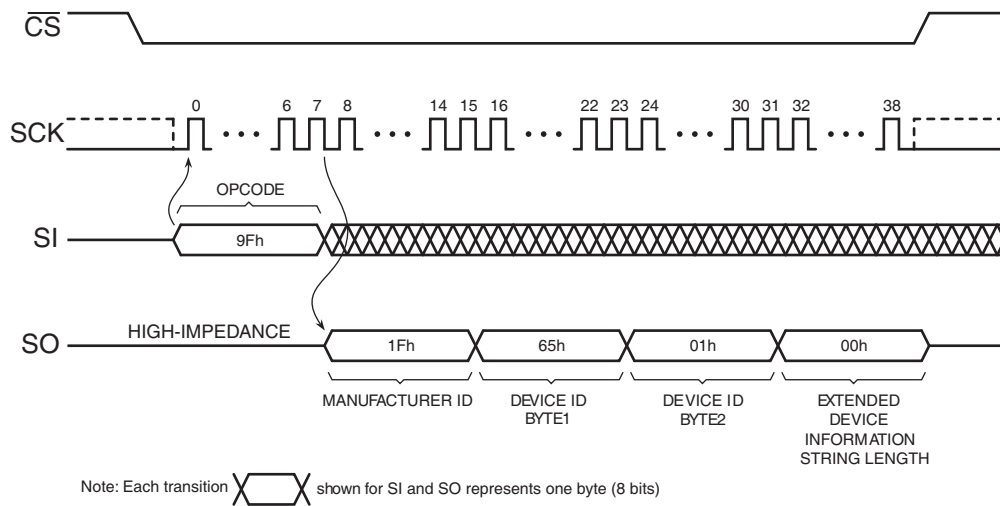 CS
0 6 7 8 14 15 16 22 23 24 30 31 32 38
SCK
OPCODE
SI
9Fh
HIGH-IMPEDANCE
SO
1Fh 65h 01h 00h
MANUFACTURER ID
DEVICE ID
BYTE1
DEVICE ID
BYTE2
EXTENDED
DEVICE
INFORMATION
STRING LENGTH
Note: Each transition shown for SI and SO represents one byte (8 bits)